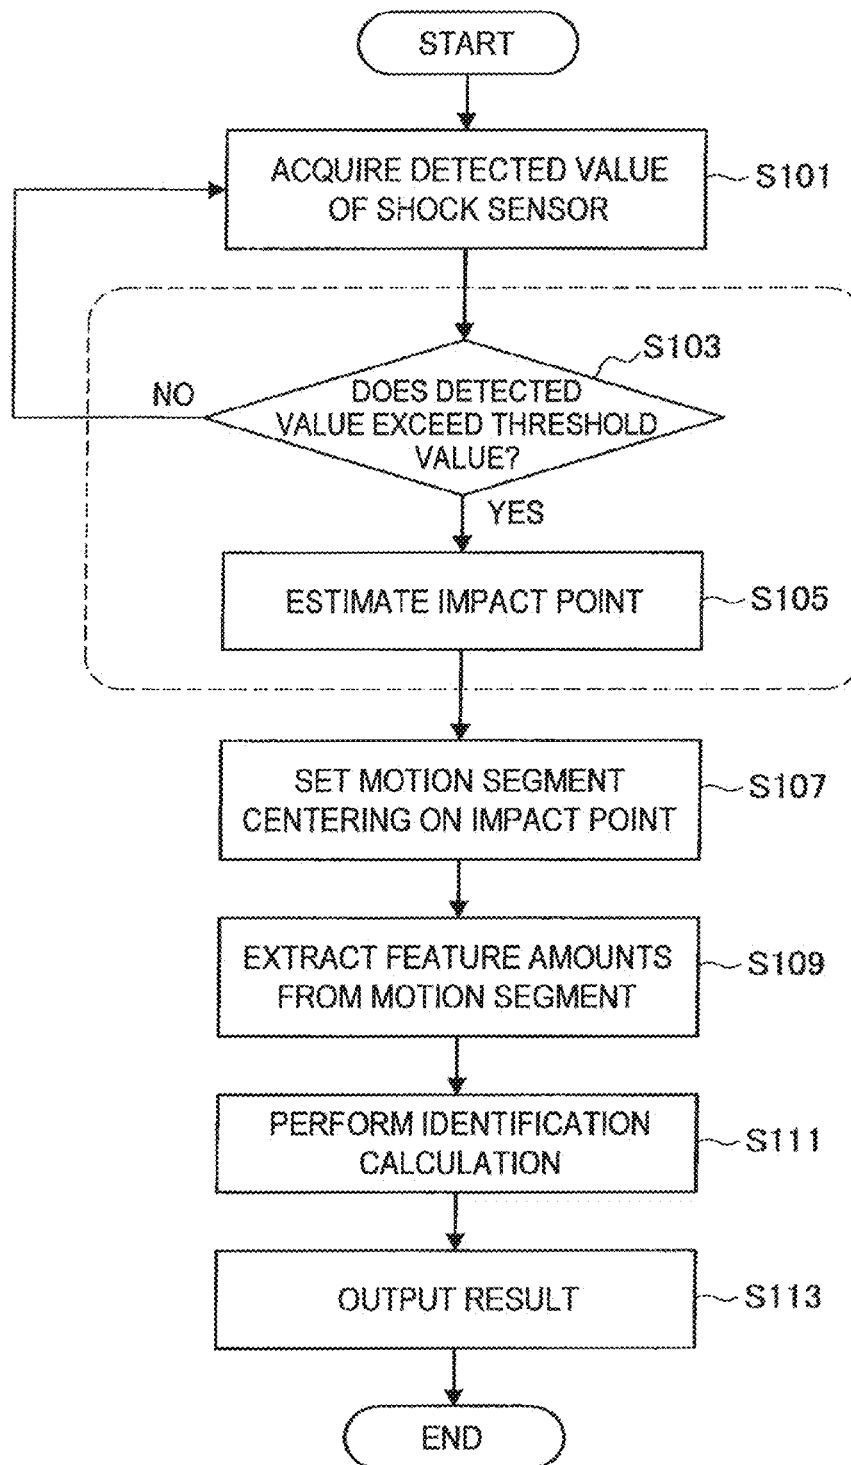 START
ACQUIRE DETECTED VALUE
OF SHOCK SENSOR
S101
S103
NO
DOES DETECTED
VALUE EXCEED THRESHOLD
VALUE?
YES
ESTIMATE IMPACT POINT
S105
SET MOTION SEGMENT
CENTERING ON IMPACT POINT
S107
EXTRACT FEATURE AMOUNTS
FROM MOTION SEGMENT
S109
PERFORM IDENTIFICATION
CALCULATION
S111
OUTPUT RESULT
S113
END